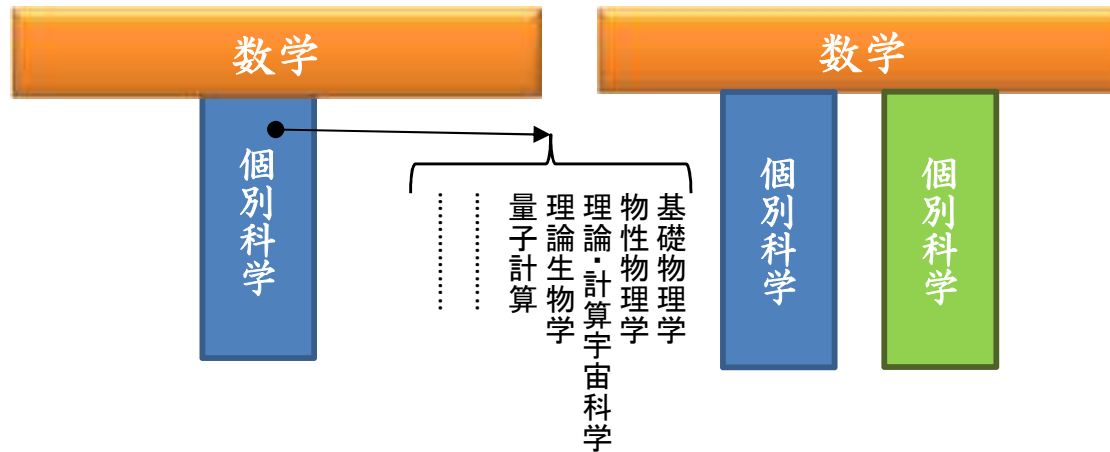 数学
個別科学
基礎物理学
物性物理学
理論・計算宇宙科学
理論生物学
量子計算
………
………
数学
個別科学
個別科学